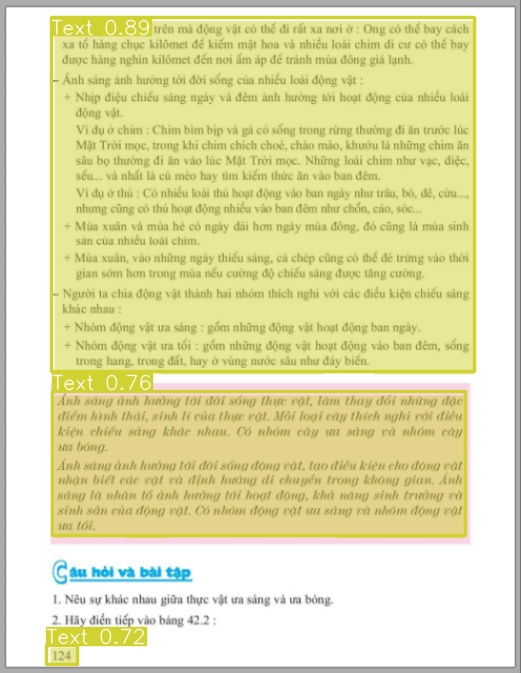 Text 0.89 trên mà động vật có thể đi rất xa nơi ở : Ong có thể bay cách
xa tổ hàng chục kilômet để kiếm mật hoa và nhiều loài chim di cư có thể bay
được hàng nghìn kilômet đến nơi ấm áp để tránh mùa đông giá lạnh.
– Ánh sáng ảnh hưởng tới đời sống của nhiều loài động vật :
+ Nhịp điệu chiếu sáng ngày và đêm ảnh hưởng tới hoạt động của nhiều loài
động vật.
Ví dụ ở chim : Chim bìm bịp và gà cỏ sống trong rừng thường đi ăn trước lúc
Mặt Trời mọc, trong khi chim chích choè, chào mào, khướu là những chim ăn
sâu bọ thường đi ăn vào lúc Mặt Trời mọc. Những loài chim như vạc, diệc,
sếu... và nhất là cú mèo hay tìm kiếm thức ăn vào ban đêm.
Ví dụ ở thú : Có nhiều loài thú hoạt động vào ban ngày như trâu, bò, dê, cừu...,
nhưng cũng có thú hoạt động nhiều vào ban đêm như chồn, cáo, sóc...
+ Mùa xuân và mùa hè có ngày dài hơn ngày mùa đông, đó cũng là mùa sinh
sản của nhiều loài chim.
+ Mùa xuân, vào những ngày thiếu sáng, cá chép cũng có thể đẻ trứng vào thời
gian sớm hơn trong mùa nếu cường độ chiếu sáng được tăng cường.
– Người ta chia động vật thành hai nhóm thích nghi với các điều kiện chiếu sáng
khác nhau :
+ Nhóm động vật ưa sáng : gồm những động vật hoạt động ban ngày.
+ Nhóm động vật ưa tối : gồm những động vật hoạt động vào ban đêm, sống
trong hang, trong đất, hay ở vùng nước sâu như đáy biển.
Text 0.76
Ánh sáng ảnh hưởng tới đời sống thực vật, làm thay đổi những đặc
điểm hình thái, sinh lí của thực vật. Mỗi loại cây thích nghi với điều
kiện chiếu sáng khác nhau. Có nhóm cây ưa sáng và nhóm cây
ưa bóng.
Ánh sáng ảnh hưởng tới đời sống động vật, tạo điều kiện cho động vật
nhận biết các vật và định hướng di chuyển trong không gian. Ánh
sáng là nhân tố ảnh hưởng tới hoạt động, khả năng sinh trưởng và
sinh sản của động vật. Có nhóm động vật ưa sáng và nhóm động vật
ưa tối.
Câu hỏi và bài tập
1. Nêu sự khác nhau giữa thực vật ưa sáng và ưa bóng.
2. Hãy điền tiếp vào bảng 42.2 :
Text 0.72
124